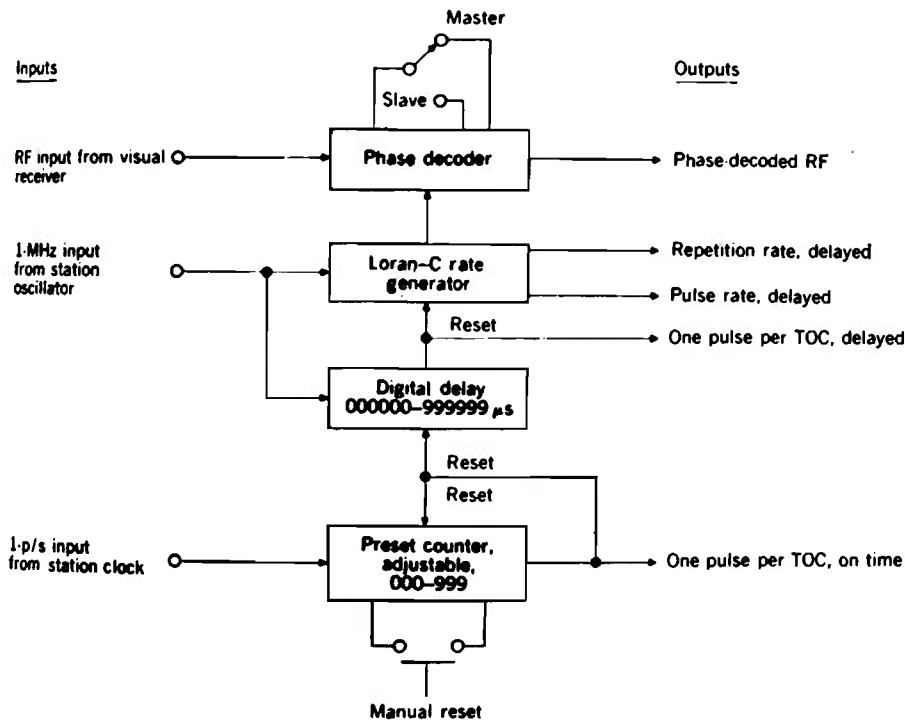 Master
Inputs
Outputs
Slave
RF input from visual
receiver
Phase decoder
Phase-decoded RF
1-MHz input
from station
oscillator
Loran-C rate
generator
Repetition rate, delayed
Pulse rate, delayed
Reset
One pulse per TOC, delayed
Digital delay
000000-999999 μs
Reset
Reset
1-p/s input
from station clock
Preset counter,
adjustable,
000-999
One pulse per TOC, on time
Manual reset